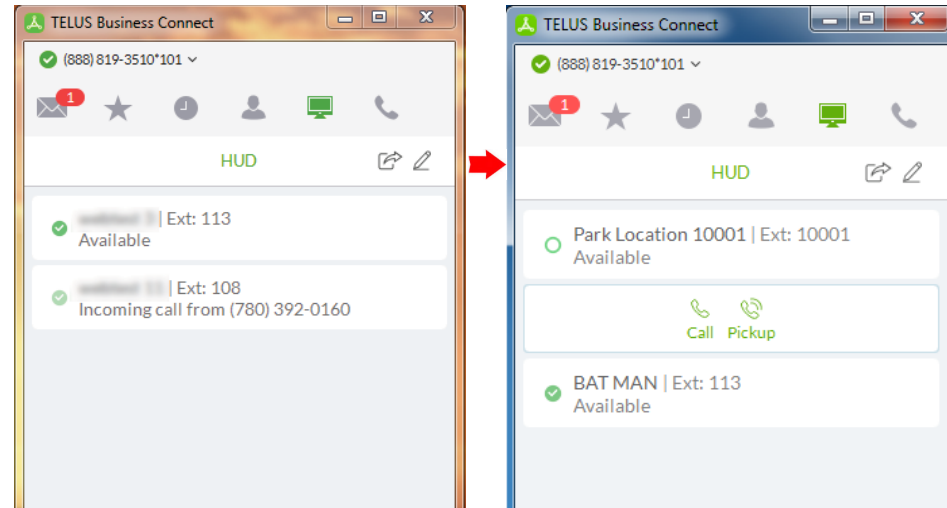 TELUS Business Connect
(888) 819-3510*101
1
HUD
| Ext: 113
Available
| Ext: 108
Incoming call from (780) 392-0160
TELUS Business Connect
(888) 819-3510*101
1
HUD
Park Location 10001 | Ext: 10001
Available
Call Pickup
BAT MAN | Ext: 113
Available